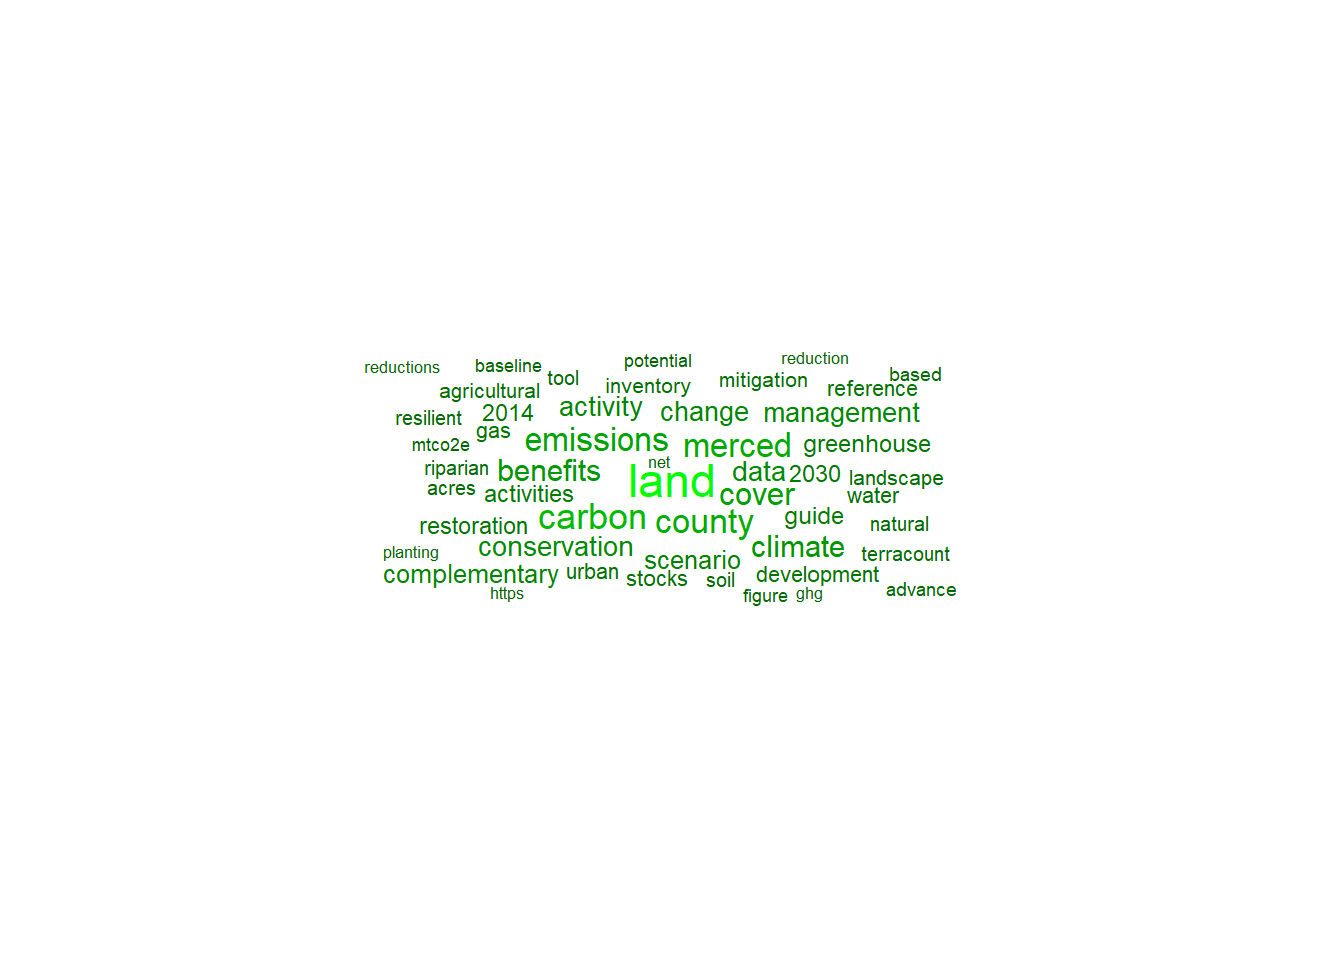 reductions baseline potential reduction
agricultural tool inventory mitigation reference based
resilient 2014 activity change management
mtco2e gas emissions merced greenhouse
riparian benefits net data 2030 landscape
acres activities land cover water
restoration carbon county guide natural
planting conservation scenario climate terracount
complementary urban stocks soil development advance
https figure ghg